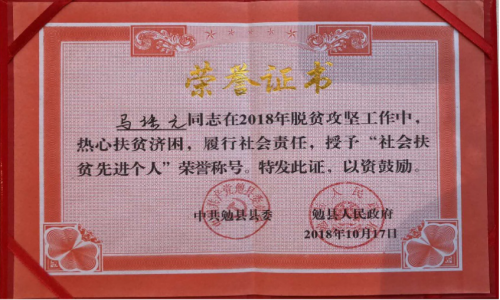 荣誉证书
马 元同志在2018年脱贫攻坚工作中，
热心扶贫济困，履行社会责任，授予“社会扶
贫先进个人”荣誉称号。特发此证，以资鼓励。
中共勉县县委 勉县人民政府
2018年10月17日